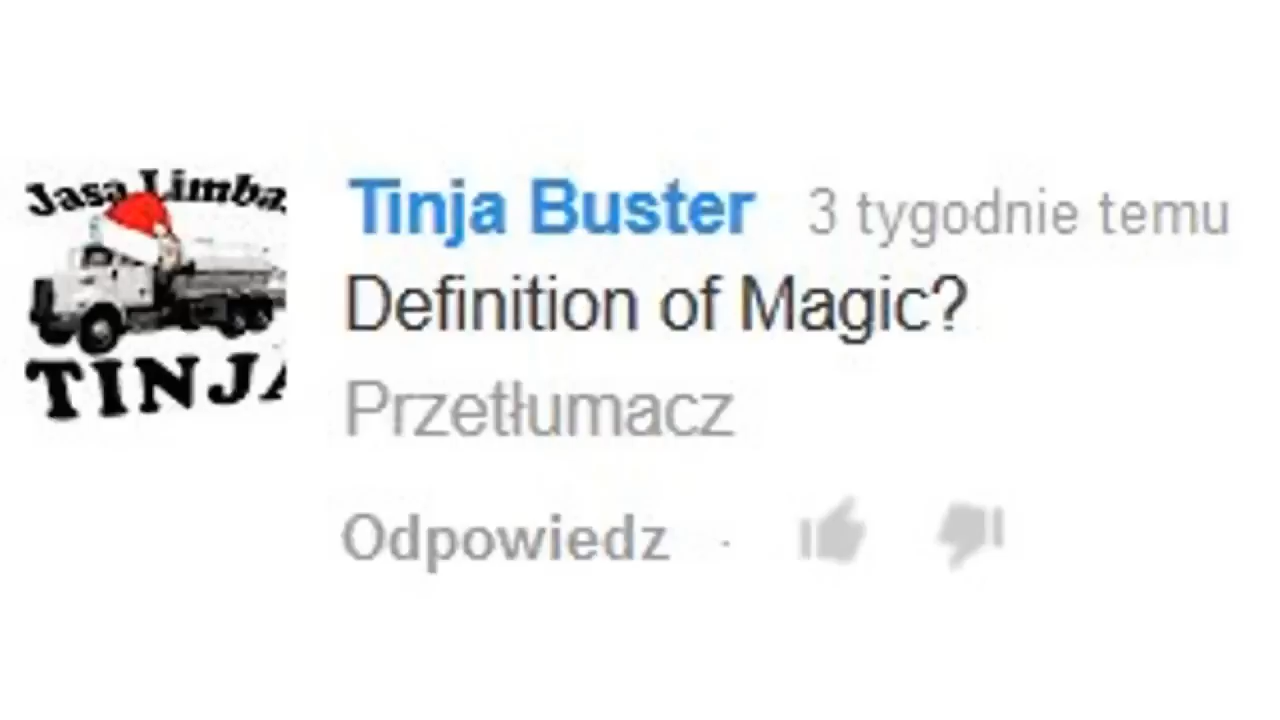 Jasa Limba
TINJA
Tinja Buster 3 tygodnie temu
Definition of Magic?
Przetłumacz
Odpowiedz ·